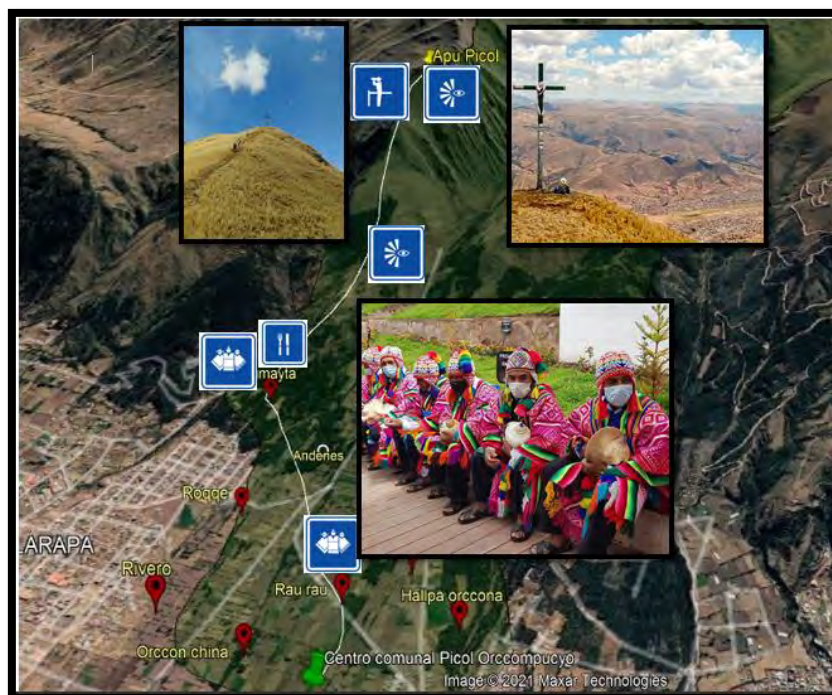 Apu Picol
mayta
Andenes
Roqqe
LARAPA
Rivero
Rau rau
Hallpa orccona
Orccon china
Centro comunal Picol Orccompucyo
Image © 2021 Maxar Technologies